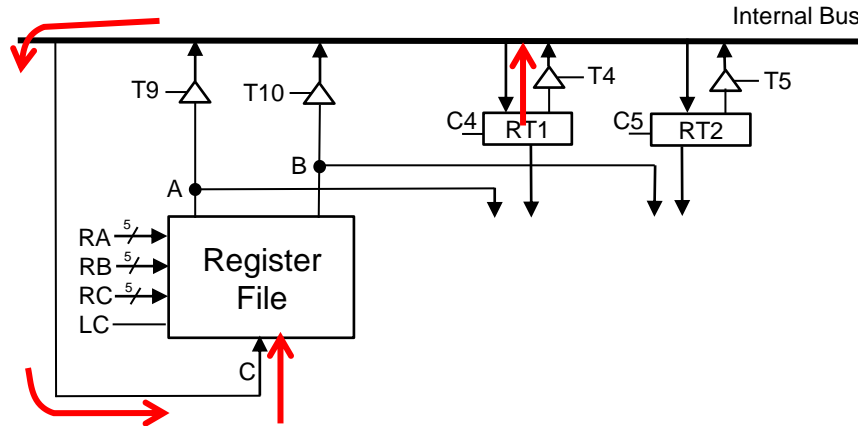 Internal Bus
T9
T10
T4
T5
C4
RT1
C5
RT2
B
A
RA
5
RB
5
RC
5
LC
Register
File
C